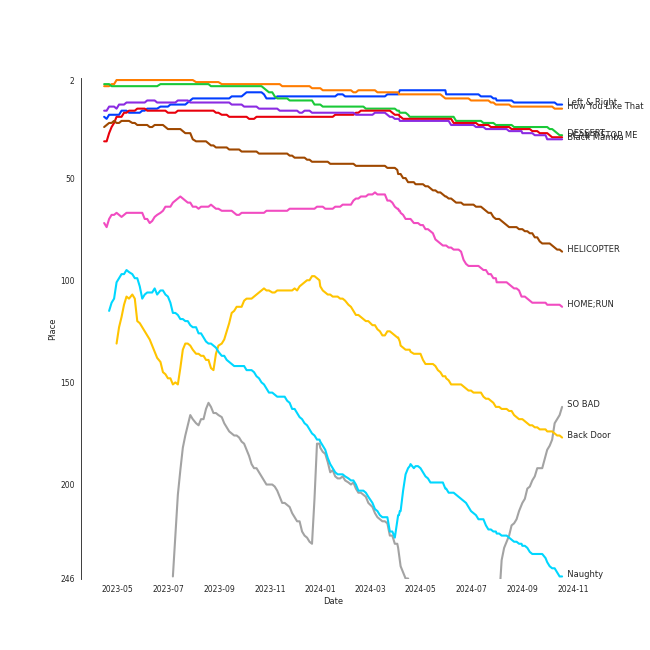 2
50
100
150
200
246
Place
Left & Right
How You Like That
DESSERT
Black Mamba
HELICOPTER
HOME;RUN
SO BAD
Back Door
Naughty
2023-05
2023-07
2023-09
2023-11
2024-01
2024-03
2024-05
2024-07
2024-09
2024-11
Date